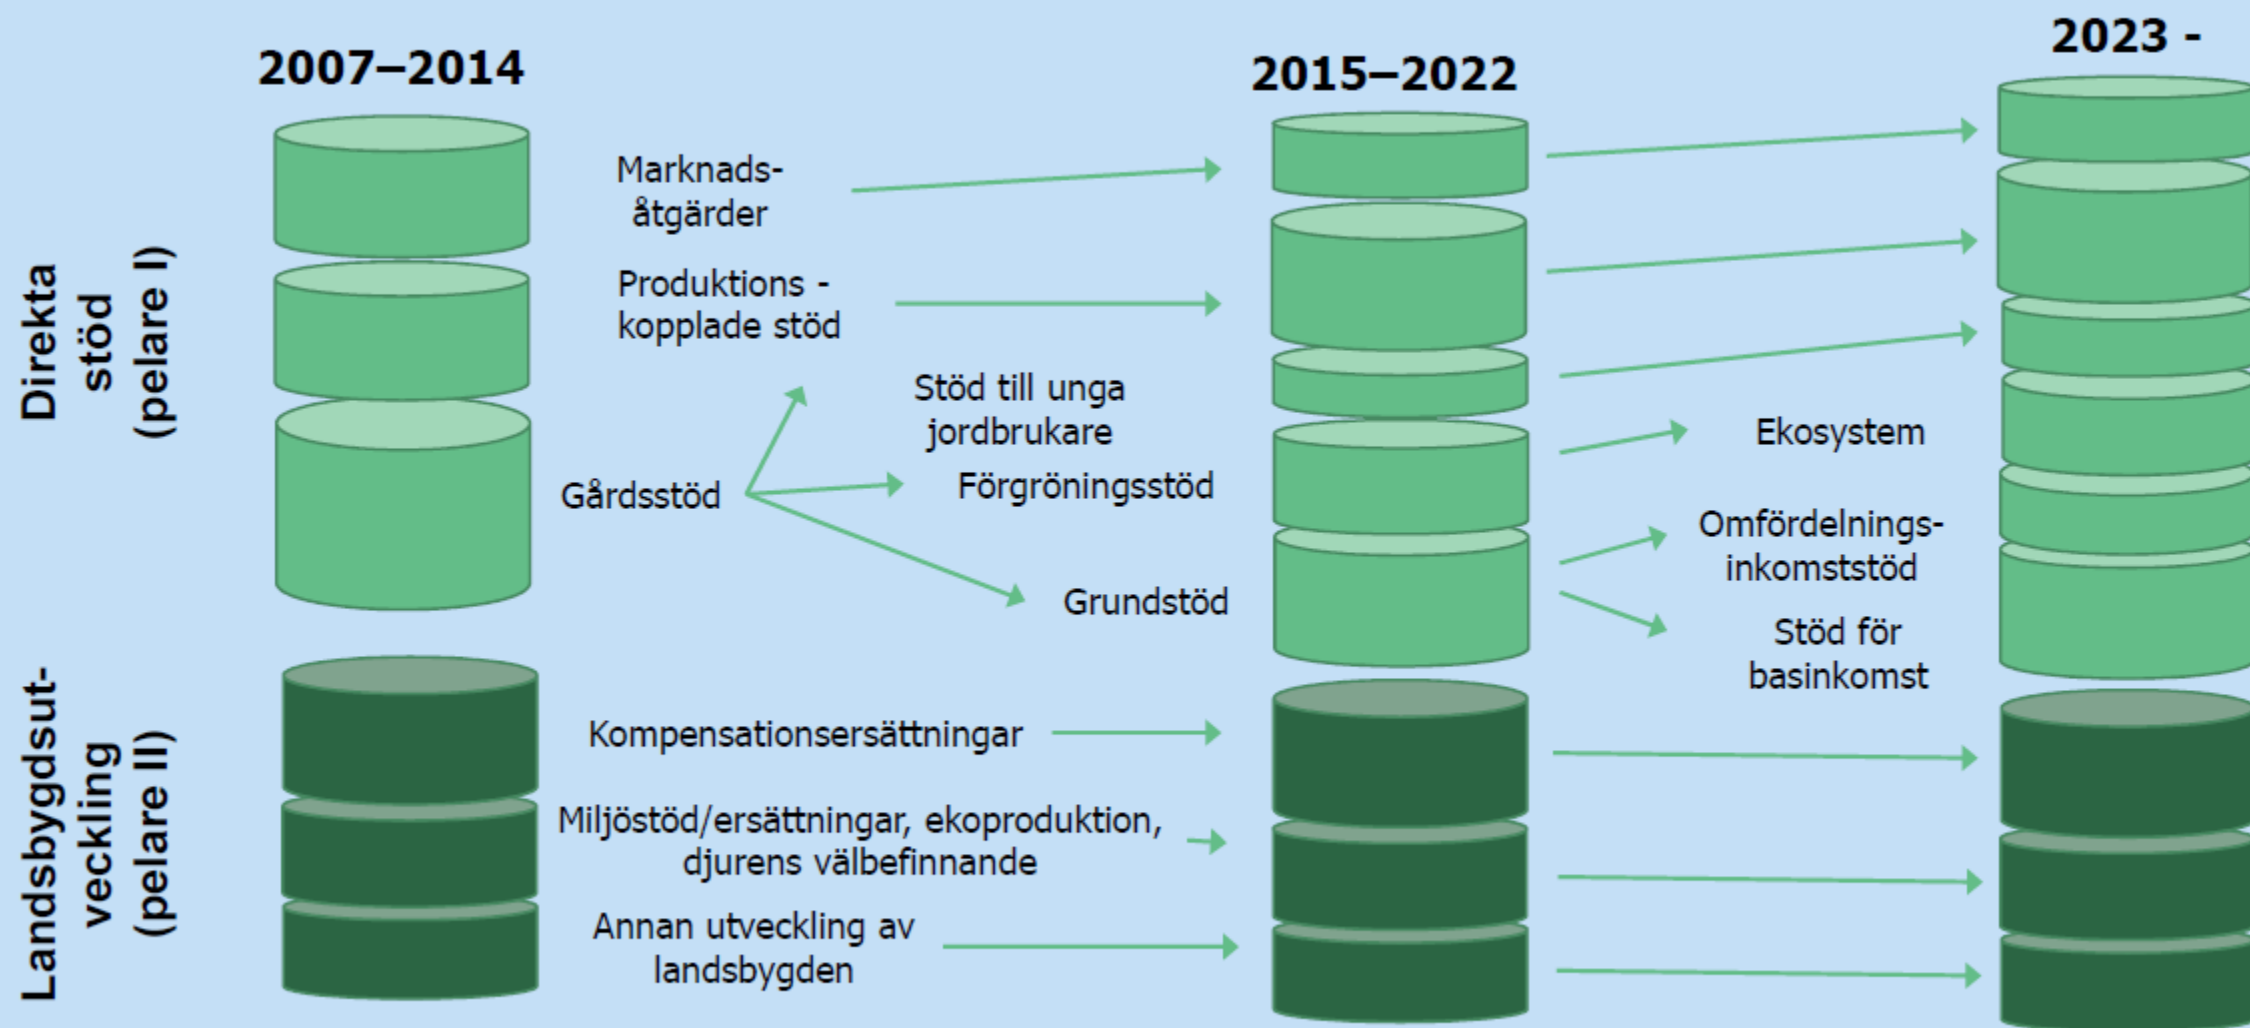 2007–2014
2015–2022
2023 -
Direkta
stöd
(pelare I)
Marknads-
åtgärder
Produktions -
kopplade stöd
Stöd till unga
jordbrukare
Gårdsstöd
Förgröningsstöd
Grundstöd
Ekosystem
Omfördelnings-
inkomststöd
Stöd för
basinkomst
Landsbygdsut-
veckling
(pelare II)
Kompensationsersättningar
Miljöstöd/ersättningar, ekoproduktion,
djurens välbefinnande
Annan utveckling av
landsbygden